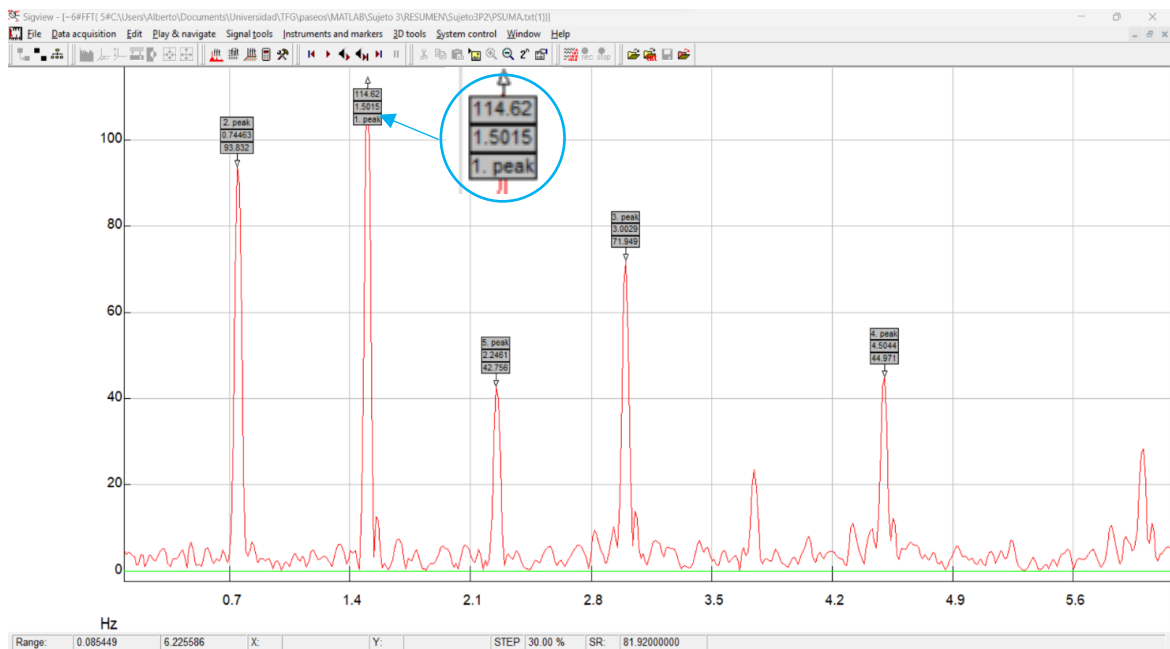 Sigview - [~6#FFT( 5#C:\Users\Alberto\Documents\Universidad\TFG\paseos\MATLAB\Sujeto 3\RESUMEN\Sujeto3P2\PSUMA.txt(1))]
File Data acquisition Edit Play & navigate Signal tools Instruments and markers 3D tools System control Window Help
rec stop
114.62
1.5015
1. peak
114.62
1.5015
1. peak
2. peak
0.74463
93.832
3. peak
3.0029
71.949
5. peak
2.2461
42.756
4. peak
4.5044
44.971
100
80
60
40
20
0
0.7 1.4 2.1 2.8 3.5 4.2 4.9 5.6
Hz
Range: 0.085449 6.225586 X: Y: STEP 30.00 % SR: 81.92000000